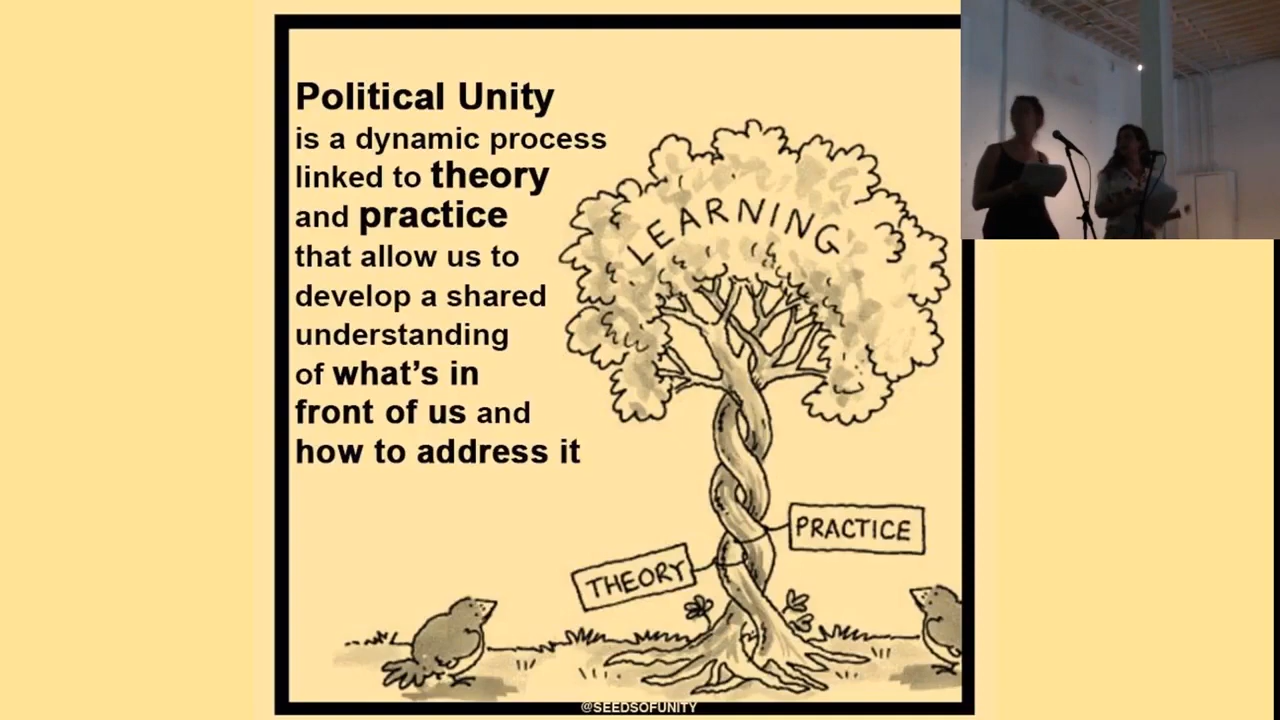 Political Unity
is a dynamic process
linked to theory
and practice
that allow us to
develop a shared
understanding
of what's in
front of us and
how to address it
LEARNING
PRACTICE
THEORY
@SEEDSOFUNITY